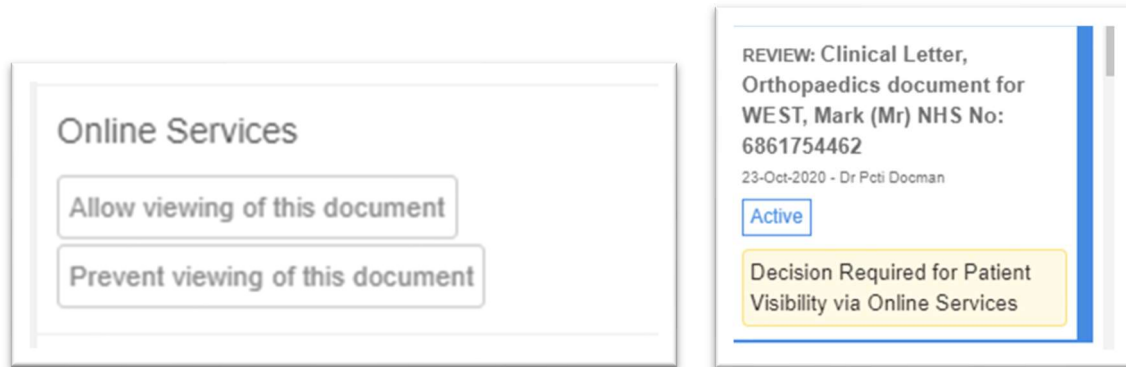 Online Services
Allow viewing of this document
Prevent viewing of this document
REVIEW: Clinical Letter,
Orthopaedics document for
WEST, Mark (Mr) NHS No:
6861754462
23-Oct-2020 - Dr Pcti Docman
Active
Decision Required for Patient
Visibility via Online Services